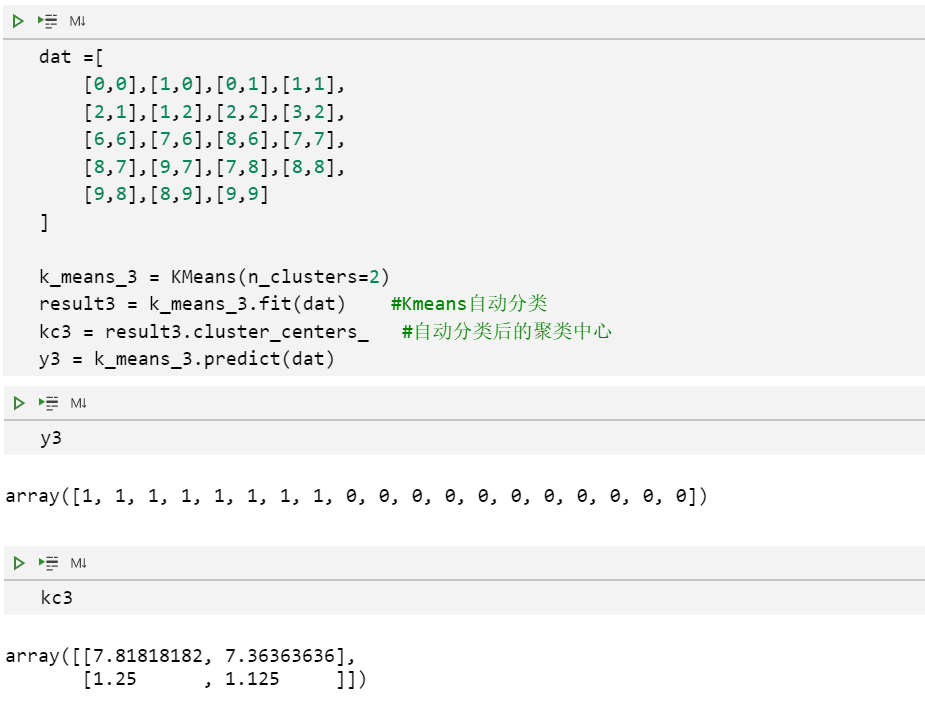 M↓
dat =[
    [0,0],[1,0],[0,1],[1,1],
    [2,1],[1,2],[2,2],[3,2],
    [6,6],[7,6],[8,6],[7,7],
    [8,7],[9,7],[7,8],[8,8],
    [9,8],[8,9],[9,9]
]
k_means_3 = KMeans(n_clusters=2)
result3 = k_means_3.fit(dat)    #Kmeans自动分类
kc3 = result3.cluster_centers_   #自动分类后的聚类中心
y3 = k_means_3.predict(dat)
M↓
y3
array([1, 1, 1, 1, 1, 1, 1, 1, 0, 0, 0, 0, 0, 0, 0, 0, 0, 0, 0])
M↓
kc3
array([[7.81818182, 7.36363636],
       [1.25      , 1.125     ]])